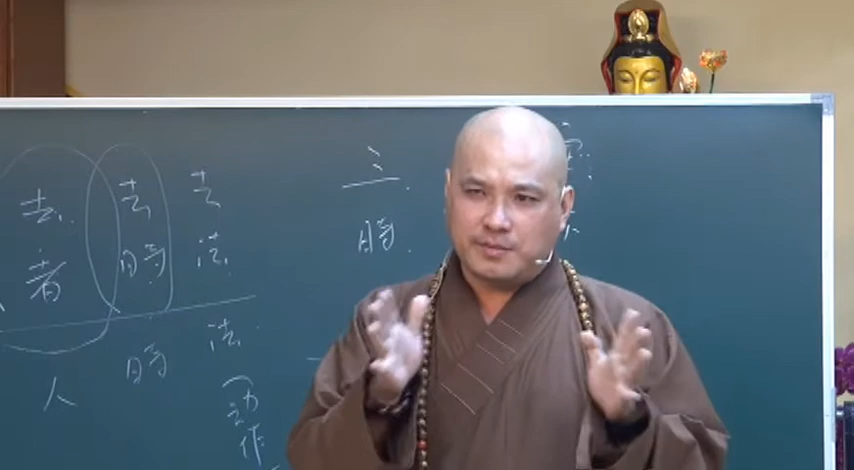 去者
去時
去法
人
時
法
動作
三時